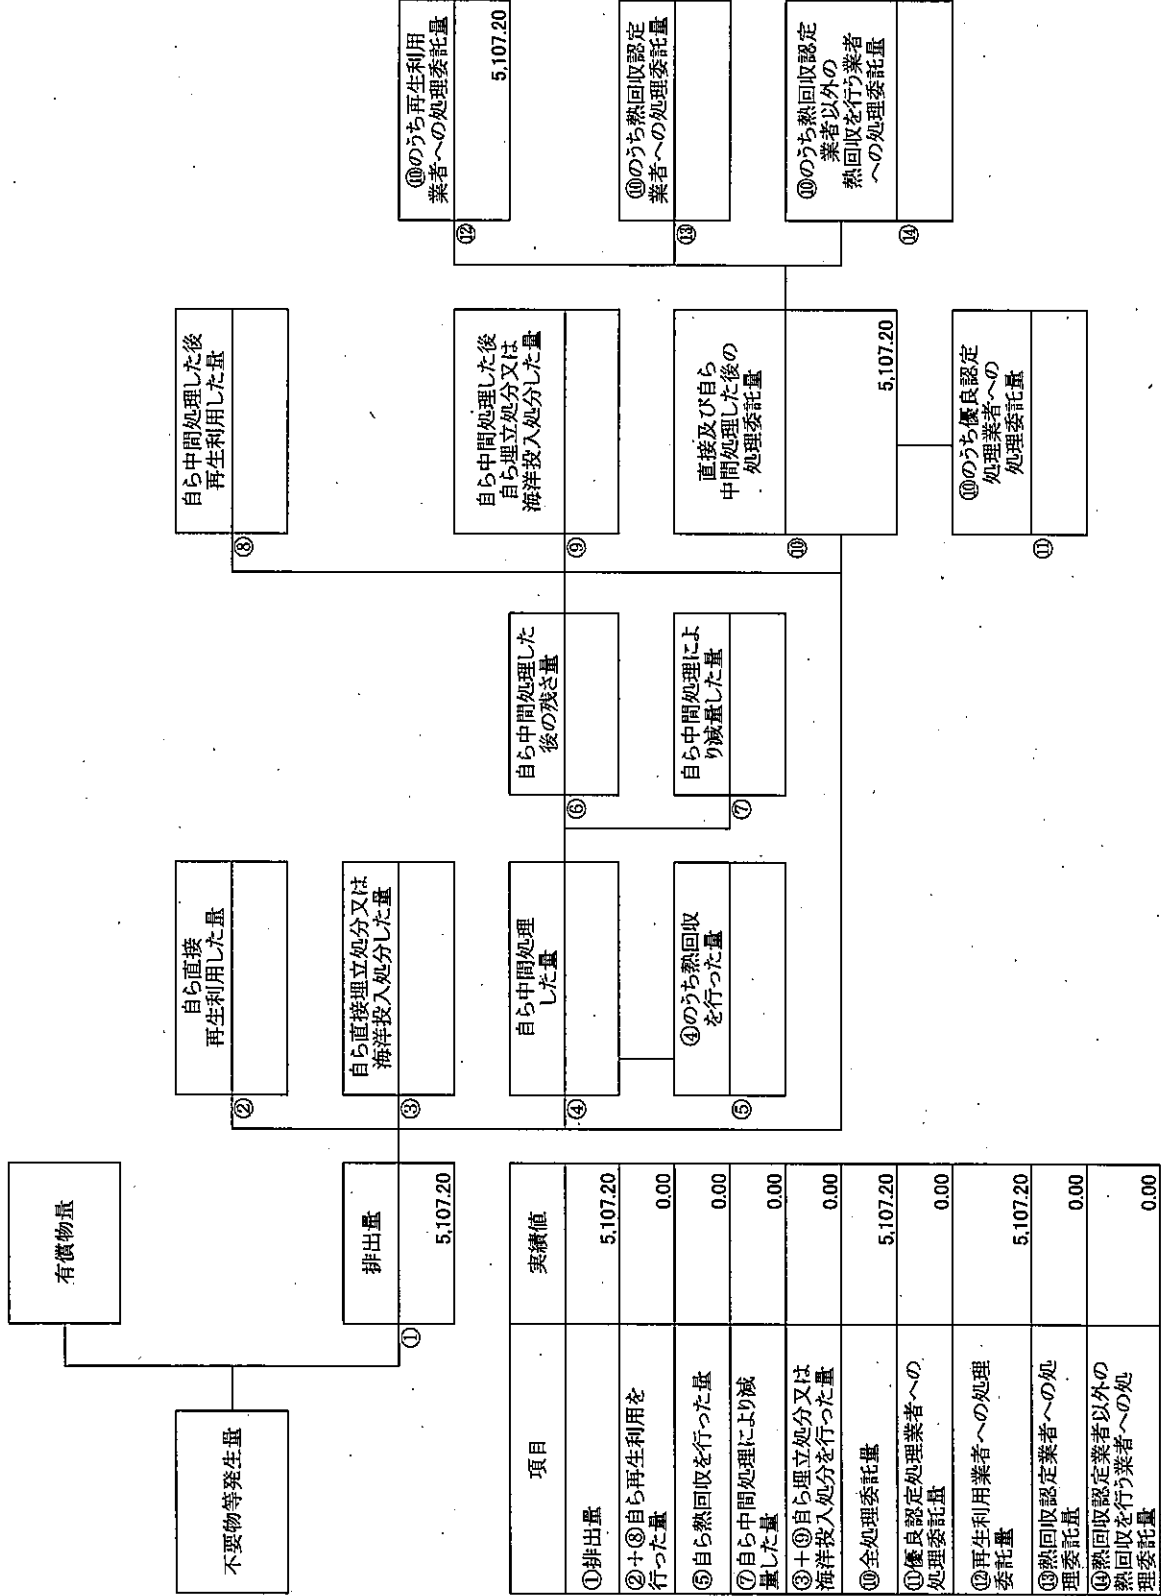 有償物量
不要物等発生量
排出量
①
5,107.20
自ら直接
再生利用した量
②
自ら直接埋立処分又は
海洋投入処分した量
③
自ら中間処理
した量
④
④のうち熱回収
を行った量
⑤
自ら中間処理した
後の残さ量
⑥
自ら中間処理によ
り減量した量
⑦
自ら中間処理した後
再生利用した量
⑧
自ら中間処理した後
自ら埋立処分又は
海洋投入処分した量
⑨
直接及び自ら
中間処理した後の
処理委託量
⑩
5,107.20
⑩のうち優良認定
処理業者への
処理委託量
⑪
⑩のうち再生利用
業者への処理委託量
⑫
5,107.20
⑩のうち熱回収認定
業者への処理委託量
⑬
⑩のうち熱回収認定
業者以外の
熱回収を行う業者
への処理委託量
⑭
項目 実績値
①排出量 5,107.20
②+⑧自ら再生利用を
行った量 0.00
⑤自ら熱回収を行った量 0.00
⑦自ら中間処理により減
量した量 0.00
③+⑨自ら埋立処分又は
海洋投入処分を行った量 0.00
⑩全処理委託量 5,107.20
⑪優良認定処理業者への
処理委託量 0.00
⑫再生利用業者への処理
委託量 5,107.20
⑬熱回収認定業者への処
理委託量 0.00
⑭熱回収認定業者以外の
熱回収を行う業者への処
理委託量 0.00